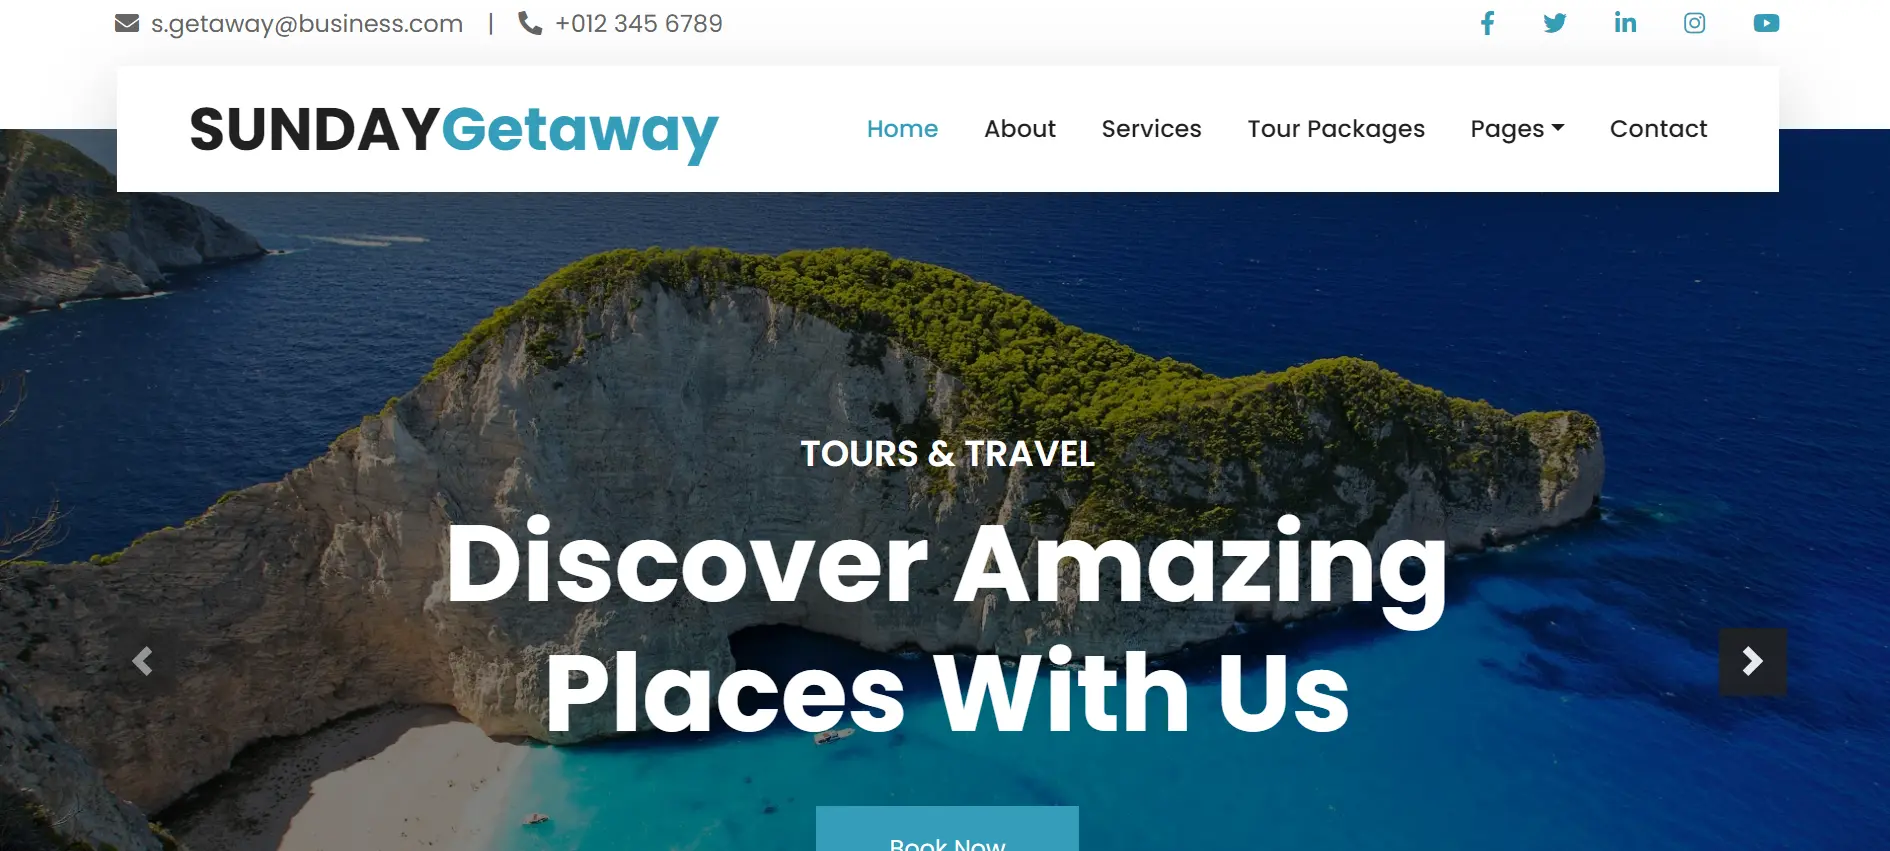 s.getaway@business.com | +012 345 6789
SUNDAYGetaway
Home About Services Tour Packages Pages Contact
TOURS & TRAVEL
Discover Amazing
Places With Us
Book Now